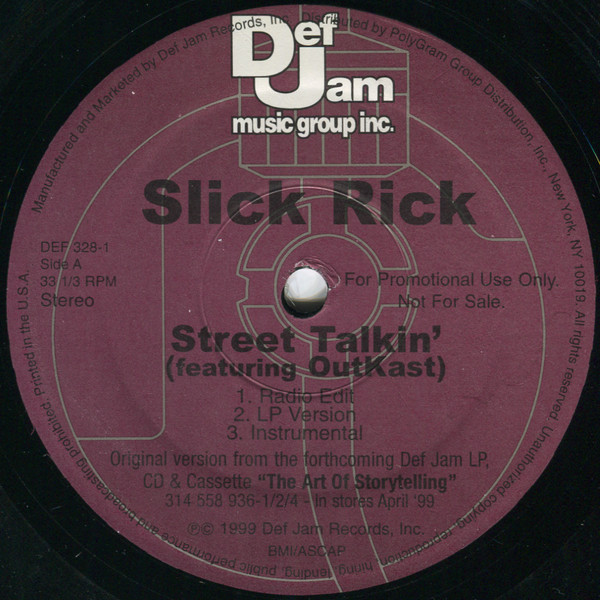 Def
Jam
music group inc.
Manufactured and Marketed by Def Jam Records, Inc. Distributed by PolyGram Group Distribution, Inc., New York, NY 10019. All rights reserved. Unauthorized copying, reproduction, hiring, lending, public performance and broadcasting prohibited. Printed in the U.S.A.
Slick Rick
DEF 328-1
Side A
33 1/3 RPM
Stereo
For Promotional Use Only.
Not For Sale.
Street Talkin'
(featuring OutKast)
1. Radio Edit
2. LP Version
3. Instrumental
Original version from the forthcoming Def Jam LP,
CD & Cassette "The Art Of Storytelling"
314 558 936-1/2/4 - In stores April '99
℗© 1999 Def Jam Records, Inc.
BMI/ASCAP